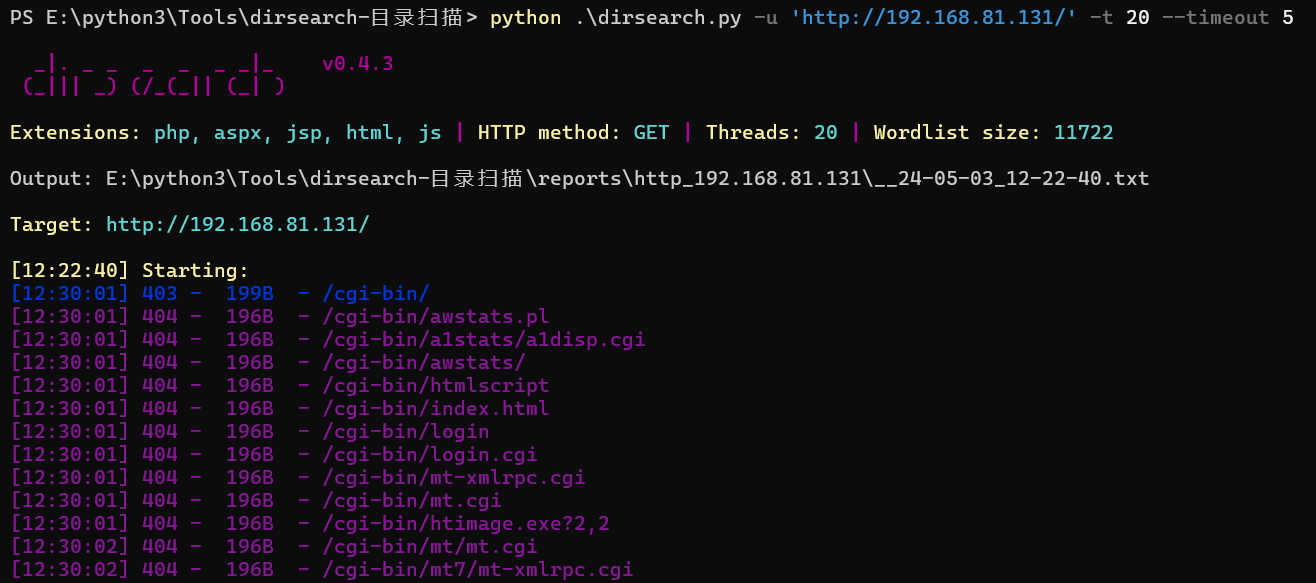 PS E:\python3\Tools\dirsearch-目录扫描> python .\dirsearch.py -u 'http://192.168.81.131/' -t 20 --timeout 5
  _|. _ _  _  _  _ _|_    v0.4.3
 (_||| _) (/_(_|| (_| )
Extensions: php, aspx, jsp, html, js | HTTP method: GET | Threads: 20 | Wordlist size: 11722
Output: E:\python3\Tools\dirsearch-目录扫描\reports\http_192.168.81.131\__24-05-03_12-22-40.txt
Target: http://192.168.81.131/
[12:22:40] Starting:
[12:30:01] 403 -  199B  - /cgi-bin/
[12:30:01] 404 -  196B  - /cgi-bin/awstats.pl
[12:30:01] 404 -  196B  - /cgi-bin/a1stats/a1disp.cgi
[12:30:01] 404 -  196B  - /cgi-bin/awstats/
[12:30:01] 404 -  196B  - /cgi-bin/htmlscript
[12:30:01] 404 -  196B  - /cgi-bin/index.html
[12:30:01] 404 -  196B  - /cgi-bin/login
[12:30:01] 404 -  196B  - /cgi-bin/login.cgi
[12:30:01] 404 -  196B  - /cgi-bin/mt-xmlrpc.cgi
[12:30:01] 404 -  196B  - /cgi-bin/mt.cgi
[12:30:01] 404 -  196B  - /cgi-bin/htimage.exe?2,2
[12:30:02] 404 -  196B  - /cgi-bin/mt/mt.cgi
[12:30:02] 404 -  196B  - /cgi-bin/mt7/mt-xmlrpc.cgi